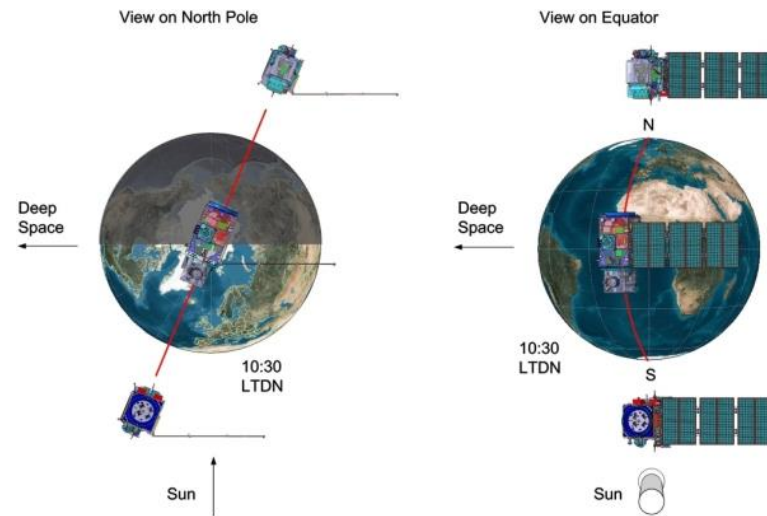 View on North Pole
View on Equator
N
Deep
Space
Deep
Space
10:30
LTDN
10:30
LTDN
S
Sun
Sun